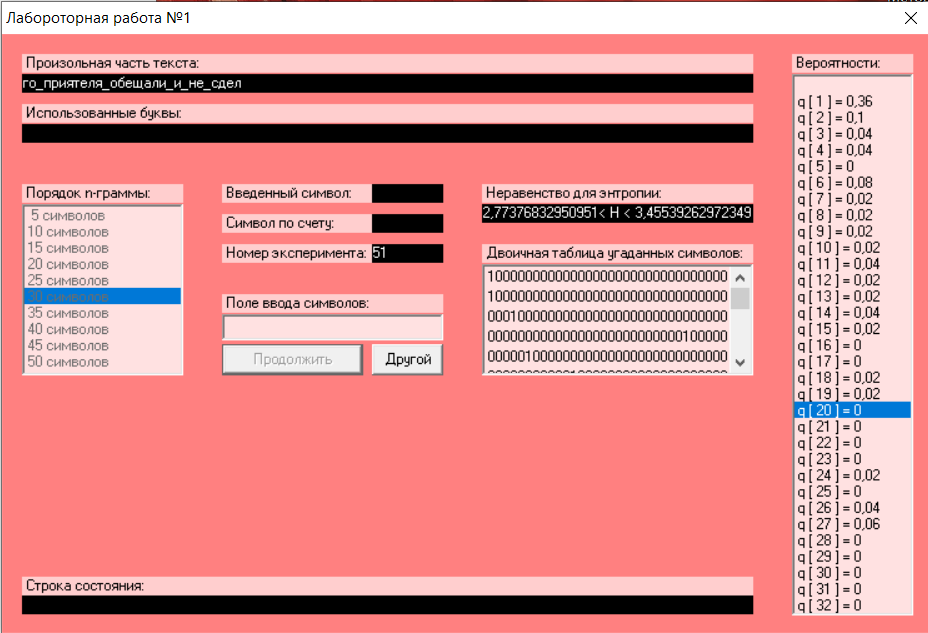 Лабороторная работа №1
Произольная часть текста:
го_приятеля_обещали_и_не_сдел
Использованные буквы:
Порядок n-граммы:
5 символов
10 символов
15 символов
20 символов
25 символов
30 символов
35 символов
40 символов
45 символов
50 символов
Введенный символ:
Символ по счету:
Номер эксперимента: 51
Поле ввода символов:
Продолжить
Другой
Неравенство для энтропии:
2,77376832950951< H < 3,45539262972349
Двоичная таблица угаданных символов:
10000000000000000000000000000000
10000000000000000000000000000000
00010000000000000000000000000000
00000000000000000000000000100000
00000100000000000000000000000000
Вероятности:
q [ 1 ] = 0,36
q [ 2 ] = 0,1
q [ 3 ] = 0,04
q [ 4 ] = 0,04
q [ 5 ] = 0
q [ 6 ] = 0,08
q [ 7 ] = 0,02
q [ 8 ] = 0,02
q [ 9 ] = 0,02
q [ 10 ] = 0,02
q [ 11 ] = 0,04
q [ 12 ] = 0,02
q [ 13 ] = 0,02
q [ 14 ] = 0,04
q [ 15 ] = 0,02
q [ 16 ] = 0
q [ 17 ] = 0
q [ 18 ] = 0,02
q [ 19 ] = 0,02
q [ 20 ] = 0
q [ 21 ] = 0
q [ 22 ] = 0
q [ 23 ] = 0
q [ 24 ] = 0,02
q [ 25 ] = 0
q [ 26 ] = 0,04
q [ 27 ] = 0,06
q [ 28 ] = 0
q [ 29 ] = 0
q [ 30 ] = 0
q [ 31 ] = 0
q [ 32 ] = 0
Строка состояния: